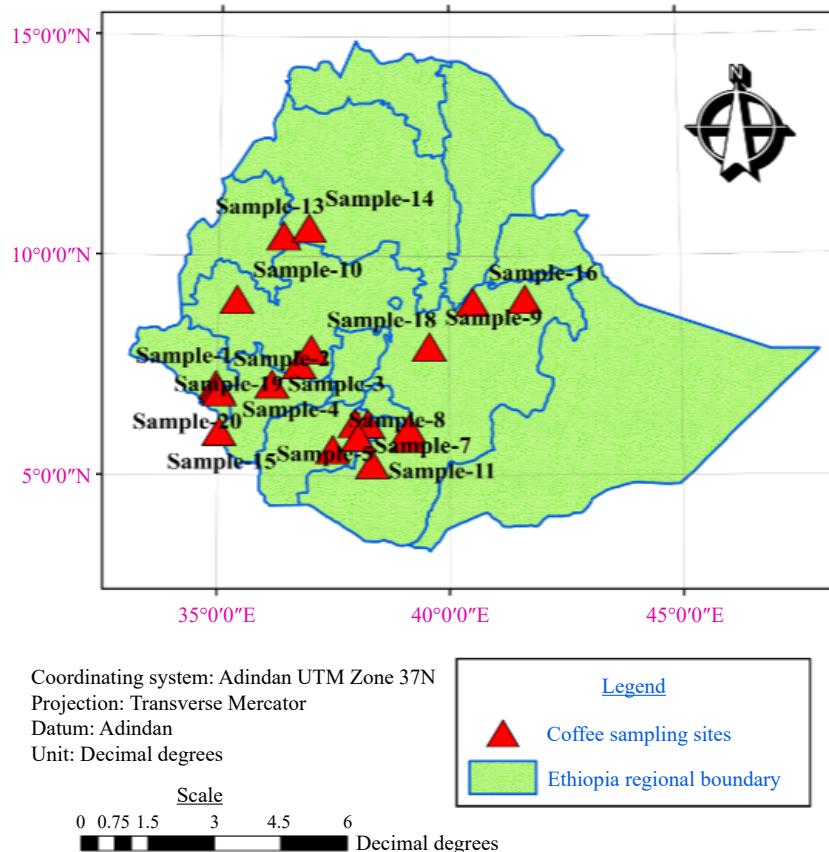 15°0′0″N
N
Sample-14
Sample-13
10°0′0″N
Sample-10
Sample-16
Sample-18
Sample-9
Sample-1
Sample-2
Sample-19
Sample-3
Sample-4
Sample-20
Sample-8
Sample-15
Sample-5
Sample-7
Sample-11
5°0′0″N
35°0′0″E
40°0′0″E
45°0′0″E
Coordinating system: Adindan UTM Zone 37N
Projection: Transverse Mercator
Datum: Adindan
Unit: Decimal degrees
Legend
Coffee sampling sites
Ethiopia regional boundary
Scale
0 0.75 1.5 3 4.5 6
Decimal degrees